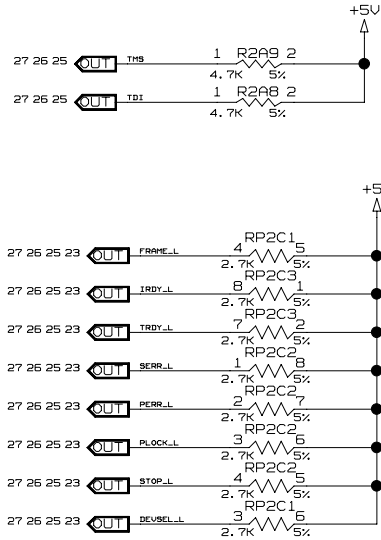 +5V
27 26 25 OUT TMS 1 R2A9 2
4.7K 5%
27 26 25 OUT TDI 1 R2A8 2
4.7K 5%
+5
RP2C1
27 26 25 23 OUT FRAME_L 4 5
2.7K 5%
RP2C3
27 26 25 23 OUT IRDY_L 8 1
2.7K 5%
RP2C3
27 26 25 23 OUT TRDY_L 7 2
2.7K 5%
RP2C2
27 26 25 23 OUT SERR_L 1 8
2.7K 5%
RP2C2
27 26 25 23 OUT PERR_L 2 7
2.7K 5%
RP2C2
27 26 25 23 OUT PLOCK_L 3 6
2.7K 5%
RP2C2
27 26 25 23 OUT STOP_L 4 5
2.7K 5%
RP2C1
27 26 25 23 OUT DEVSEL_L 3 6
2.7K 5%